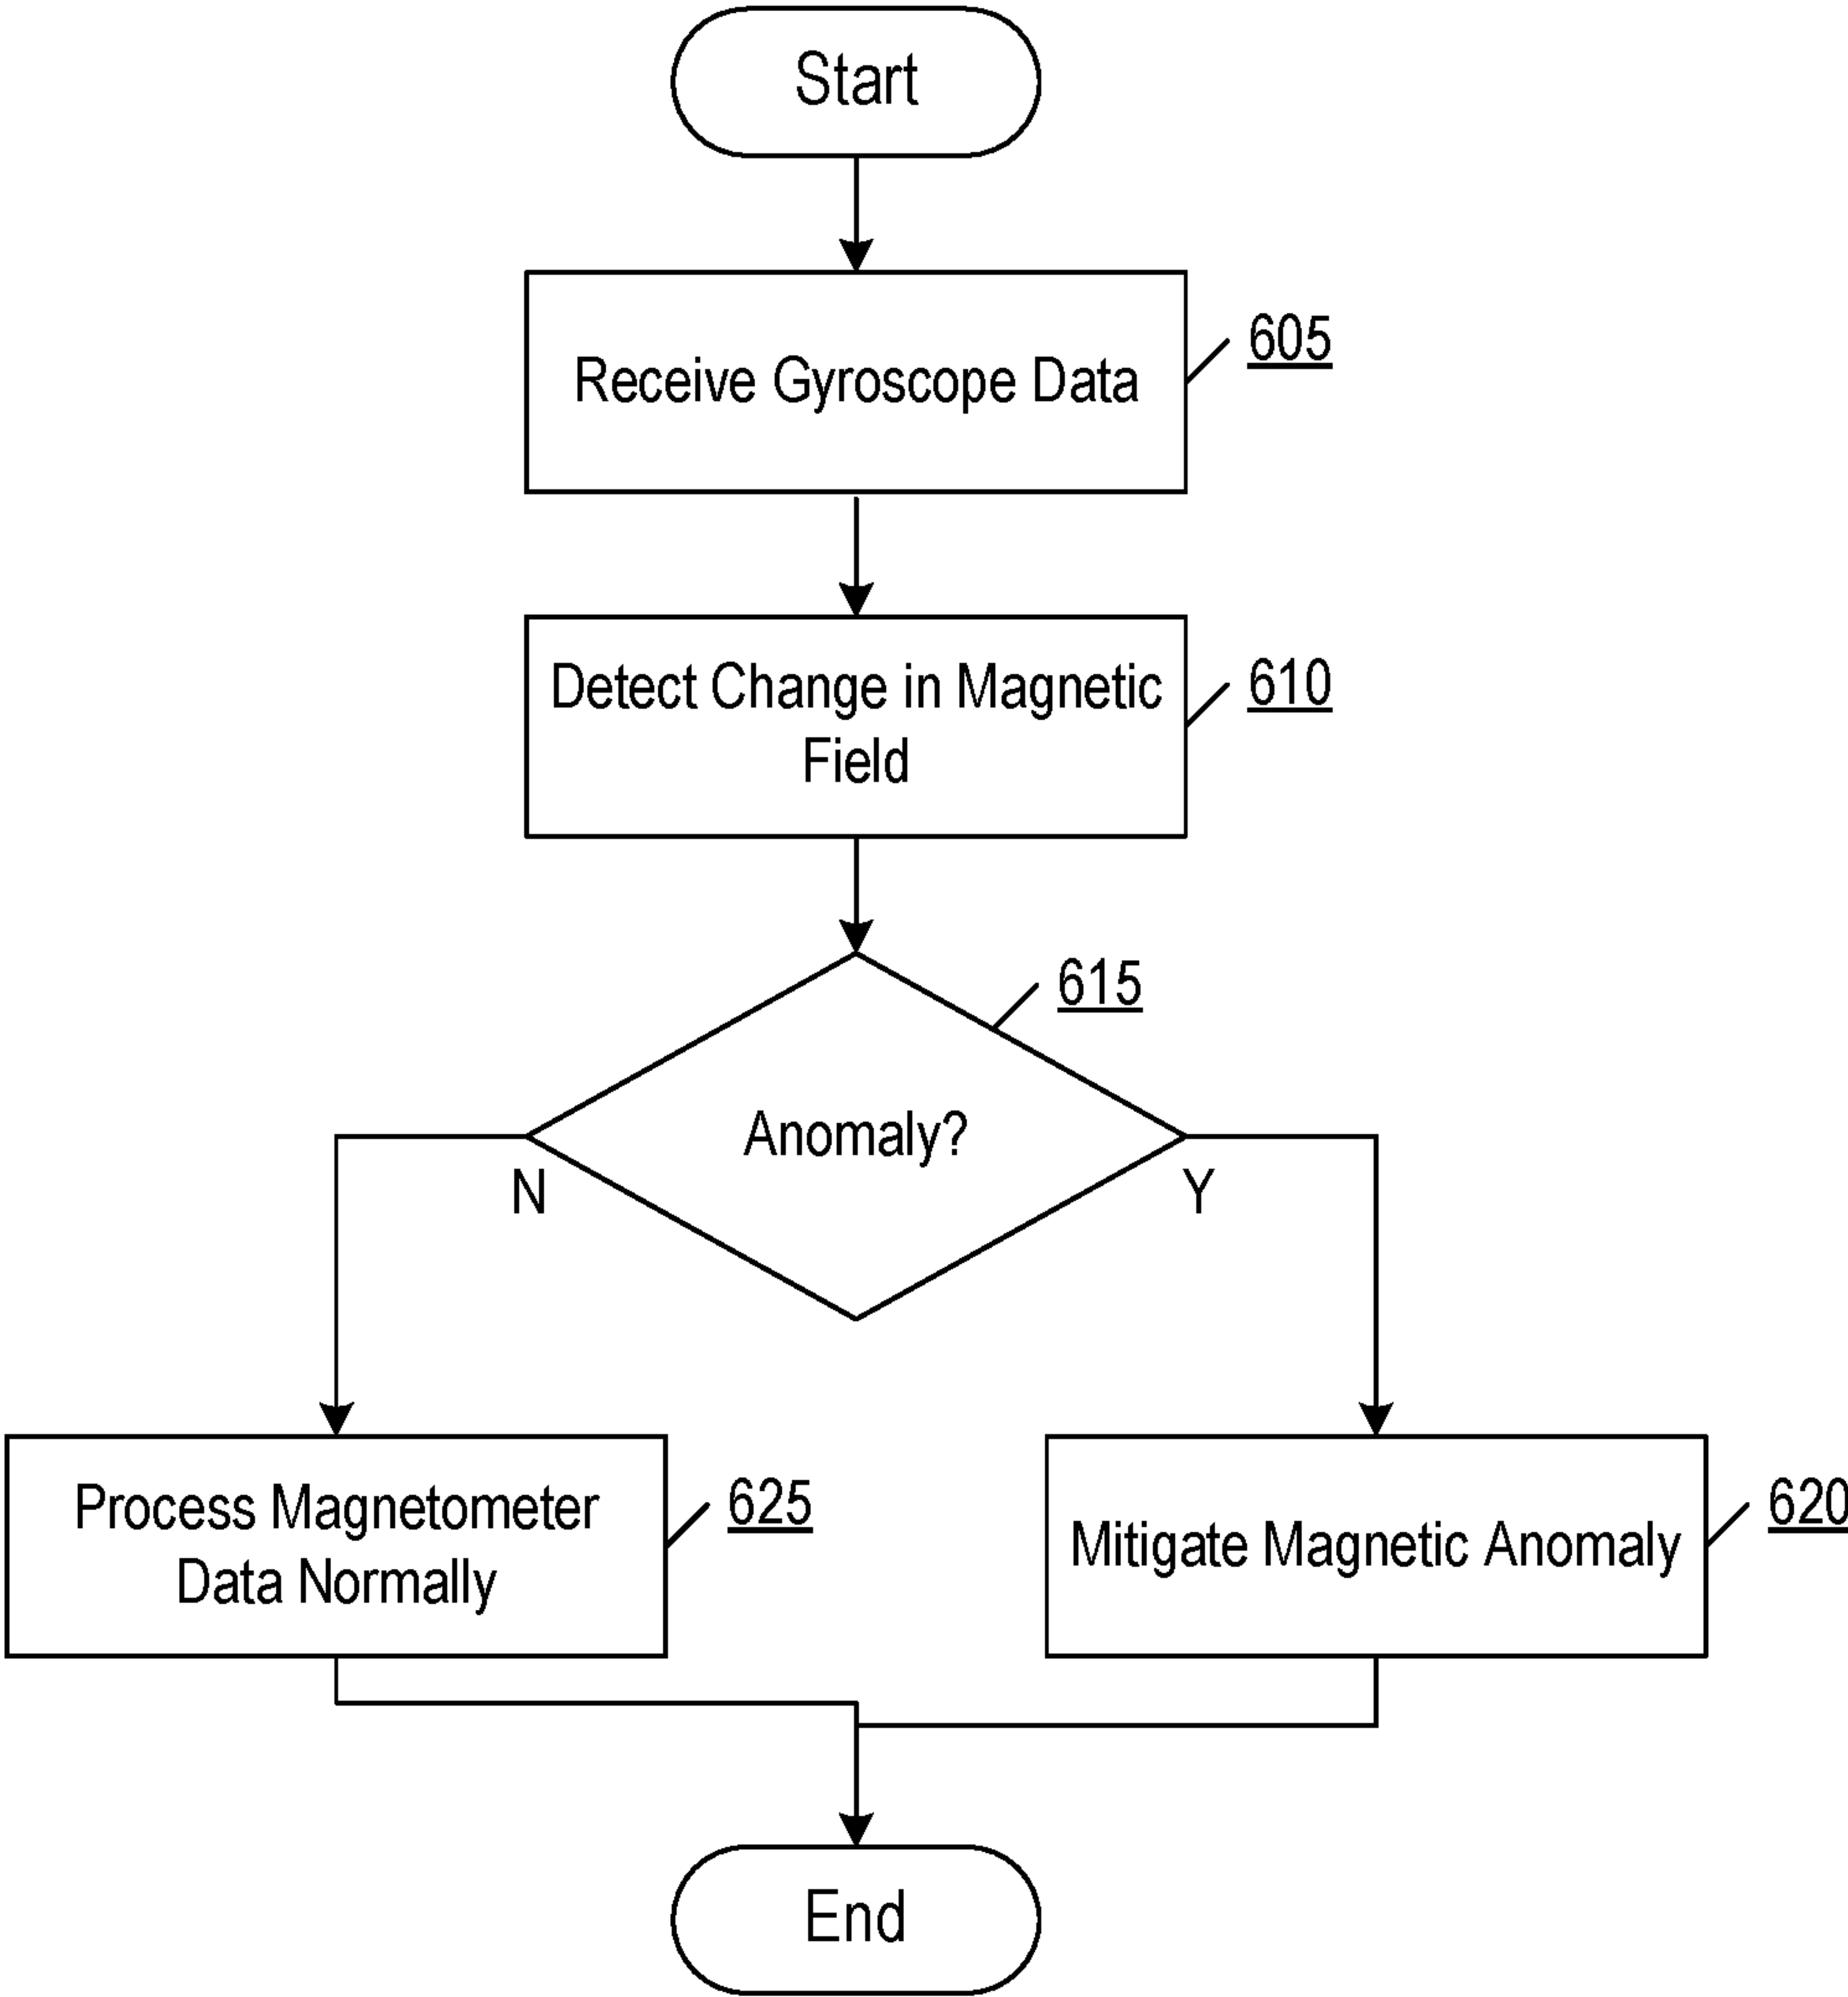 Start
Receive Gyroscope Data
605
Detect Change in Magnetic
Field
610
615
Anomaly?
N
Y
Process Magnetometer
Data Normally
625
Mitigate Magnetic Anomaly
620
End